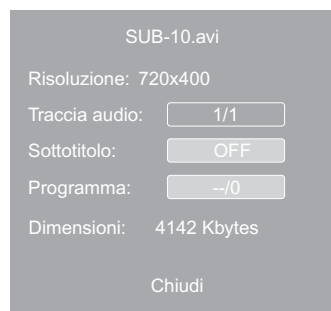 SUB-10.avi
Risoluzione: 720x400
Traccia audio: 1/1
Sottotitolo: OFF
Programma: --/0
Dimensioni: 4142 Kbytes
Chiudi